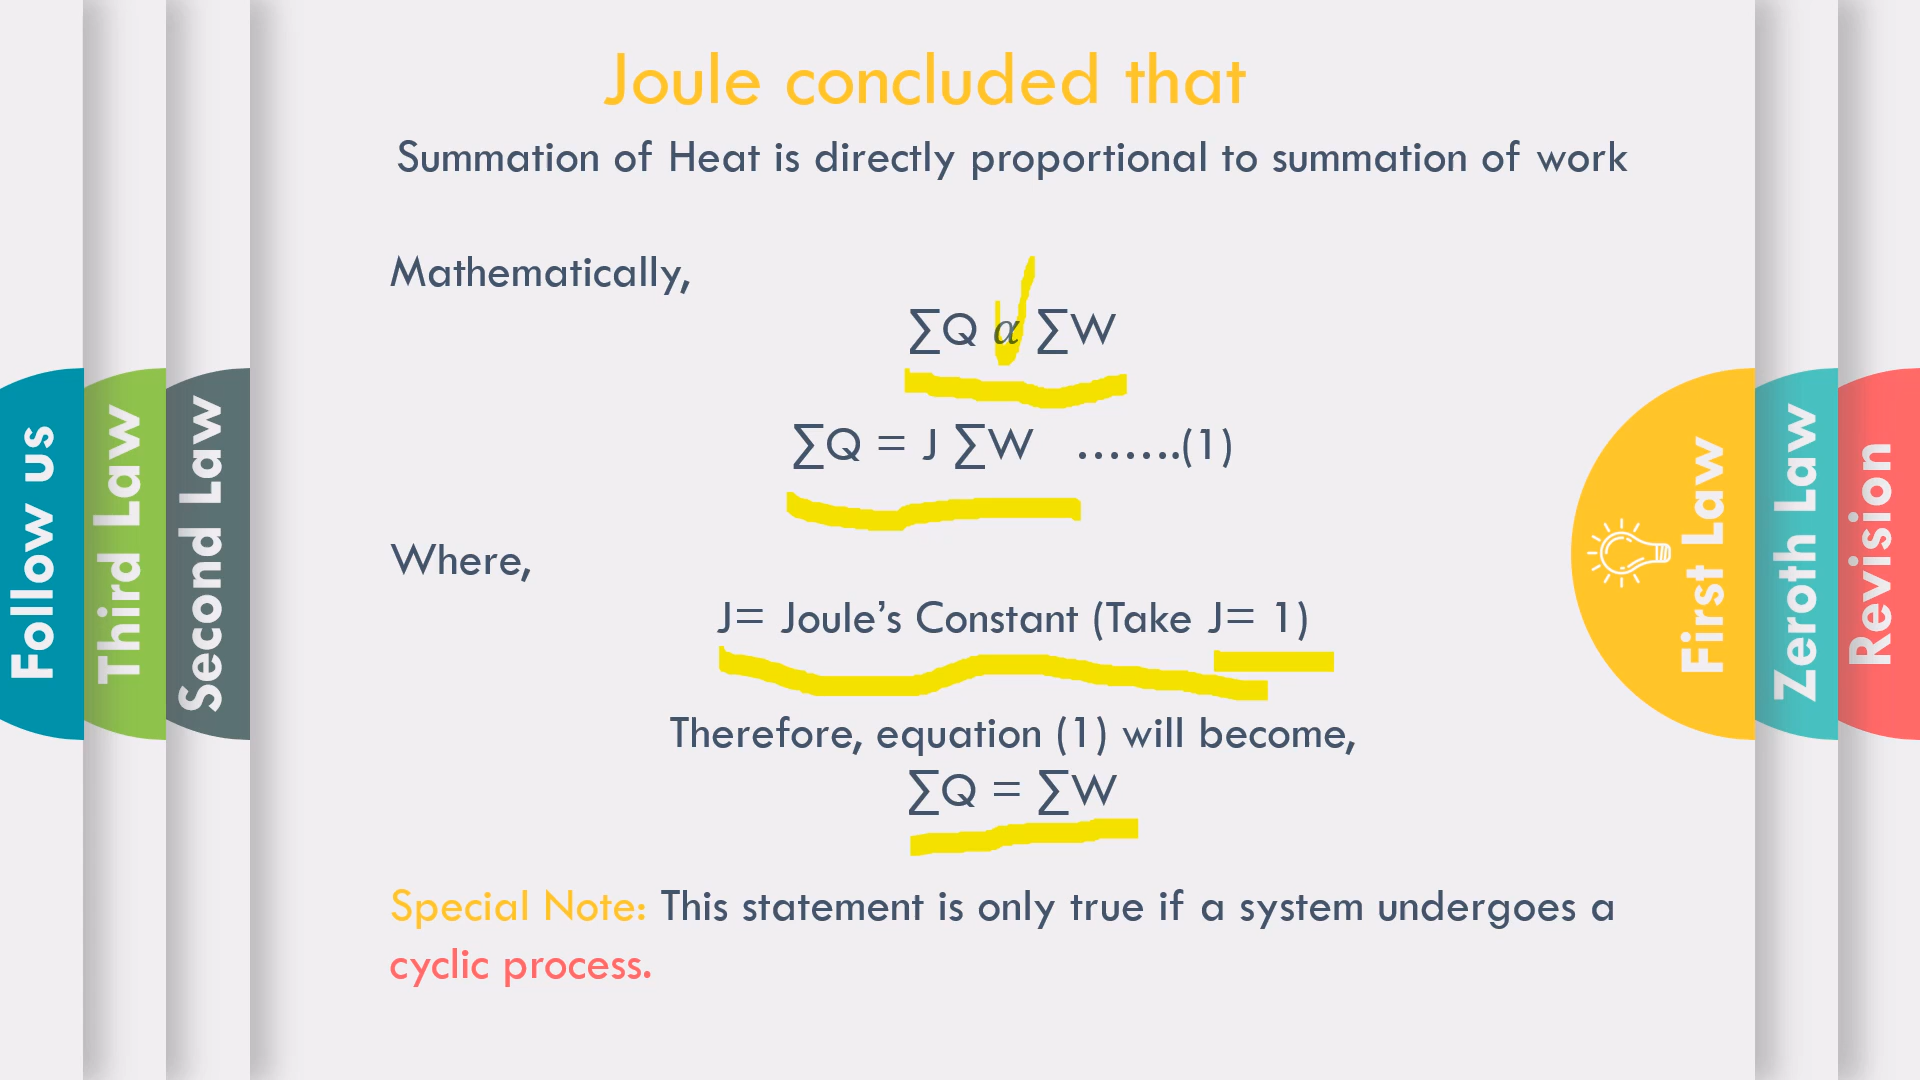 Joule concluded that
Summation of Heat is directly proportional to summation of work
Mathematically,
∑Q α ∑W
∑Q = J ∑W …….(1)
Where,
J= Joule’s Constant (Take J= 1)
Therefore, equation (1) will become,
∑Q = ∑W
Special Note: This statement is only true if a system undergoes a
cyclic process.
Follow us
Third Law
Second Law
First Law
Zeroth Law
Revision